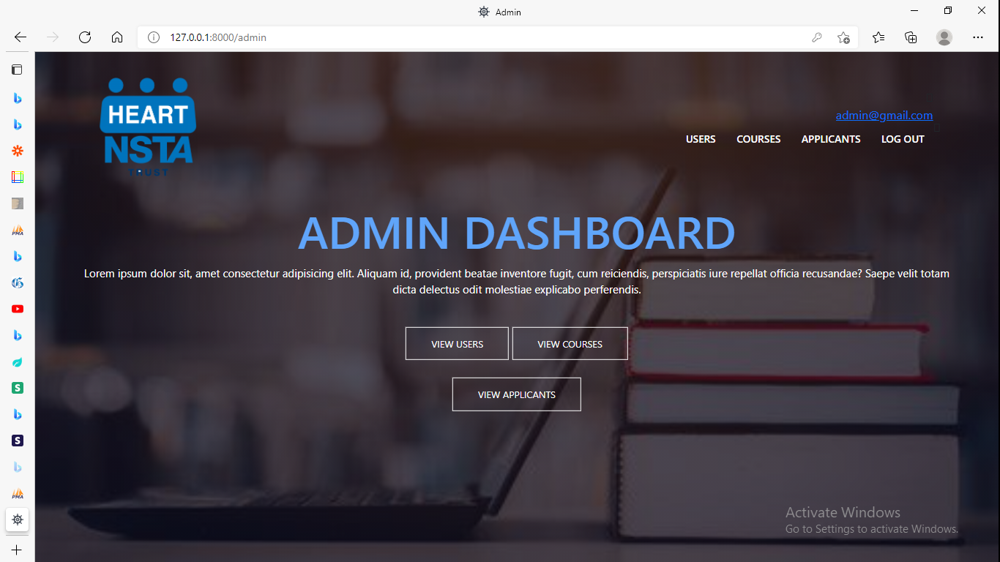 Admin
127.0.0.1:8000/admin
HEART
NSTA
TRUST
admin@gmail.com
USERS COURSES APPLICANTS LOG OUT
ADMIN DASHBOARD
Lorem ipsum dolor sit, amet consectetur adipisicing elit. Aliquam id, provident beatae inventore fugit, cum reiciendis, perspiciatis iure repellat officia recusandae? Saepe velit totam
dicta delectus odit molestiae explicabo perferendis.
VIEW USERS VIEW COURSES
VIEW APPLICANTS
Activate Windows
Go to Settings to activate Windows.
PMA
S
S
PMA